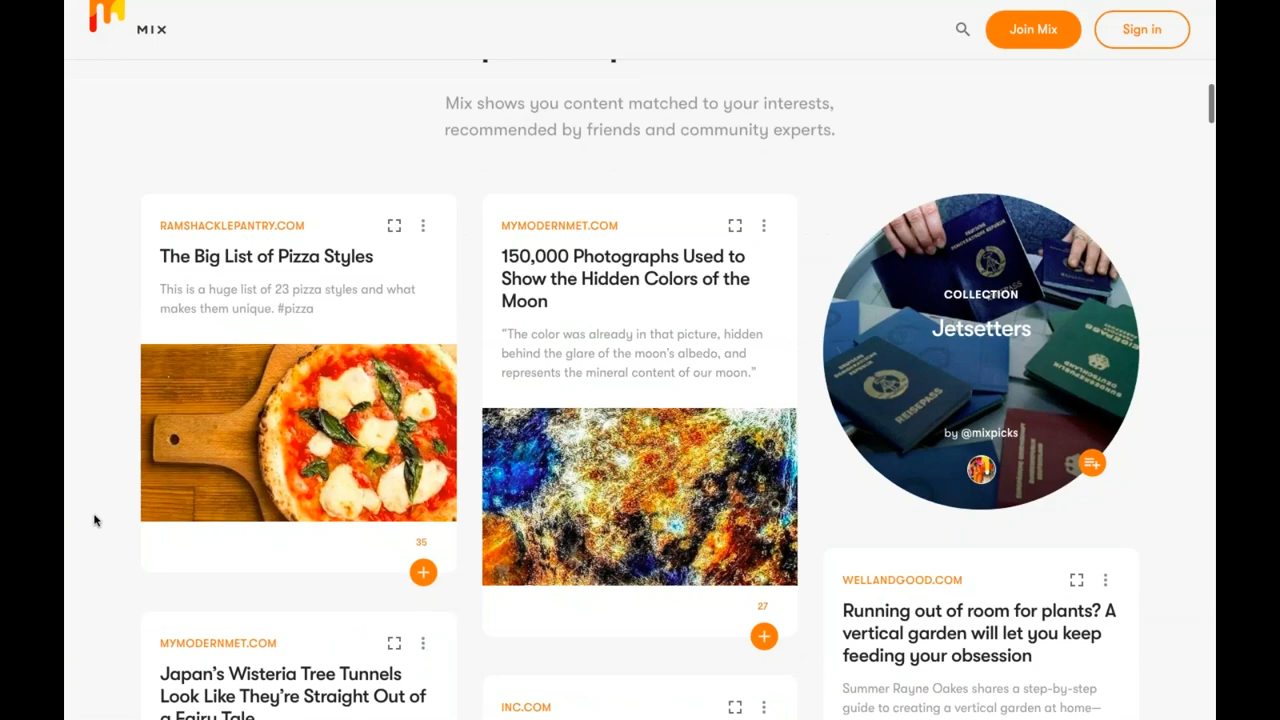 MIX
Join Mix
Sign in
Mix shows you content matched to your interests,
recommended by friends and community experts.
RAMSHACKLEPANTRY.COM
The Big List of Pizza Styles
This is a huge list of 23 pizza styles and what
makes them unique. #pizza
35
MYMODERNMET.COM
Japan's Wisteria Tree Tunnels
Look Like They're Straight Out of
a Fairy Tale
MYMODERNMET.COM
150,000 Photographs Used to
Show the Hidden Colors of the
Moon
"The color was already in that picture, hidden
behind the glare of the moon's albedo, and
represents the mineral content of our moon."
27
INC.COM
COLLECTION
Jetsetters
REISEPASS
by @mixpicks
WELLANDGOOD.COM
Running out of room for plants? A
vertical garden will let you keep
feeding your obsession
Summer Rayne Oakes shares a step-by-step
guide to creating a vertical garden at home—